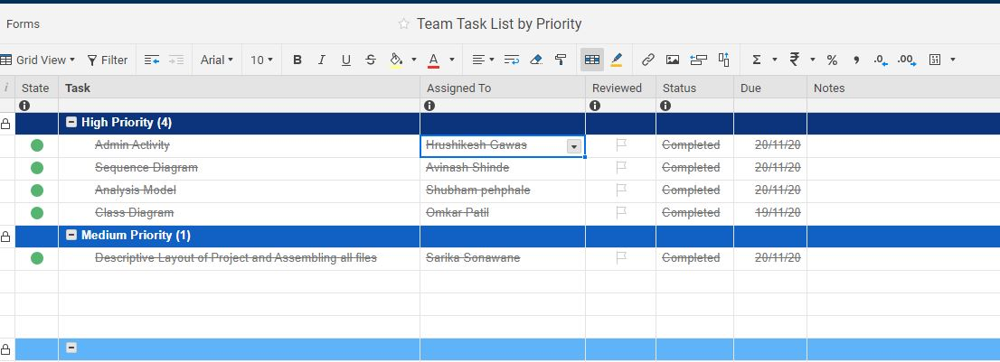 Forms
Team Task List by Priority
Grid View Filter Arial 10 B I U S A Σ ₹ % , .0 .00 31
i State Task Assigned To Reviewed Status Due Notes
High Priority (4)
Admin Activity Hrushikesh Gawas Completed 20/11/20
Sequence Diagram Avinash Shinde Completed 20/11/20
Analysis Model Shubham pehphale Completed 20/11/20
Class Diagram Omkar Patil Completed 19/11/20
Medium Priority (1)
Descriptive Layout of Project and Assembling all files Sarika Sonawane Completed 20/11/20